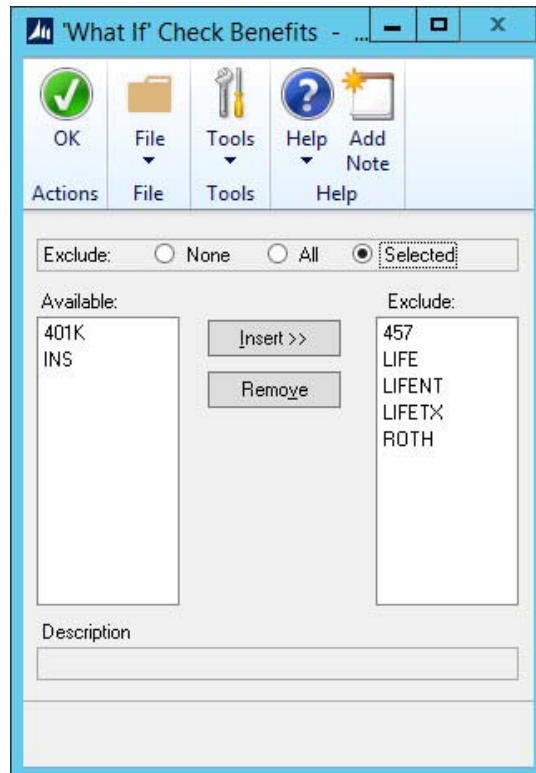 'What If' Check Benefits - ...
OK
File
Tools
Help
Add Note
Actions
File
Tools
Help
Exclude: None All Selected
Available:
401K
INS
Insert >>
Remove
Exclude:
457
LIFE
LIFENT
LIFETX
ROTH
Description